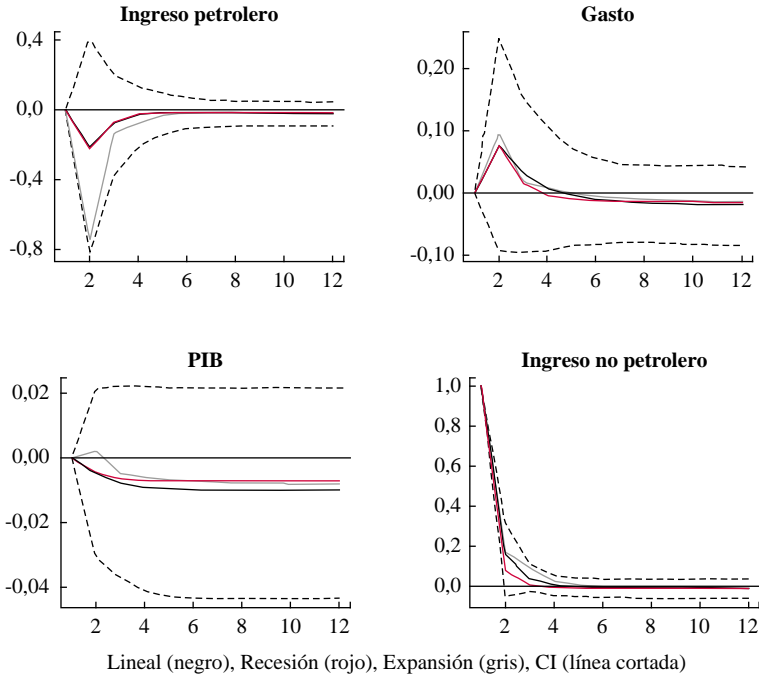 Ingreso petrolero
0,4
0,0
-0,4
-0,8
2 4 6 8 10 12
Gasto
0,20
0,10
0,00
-0,10
2 4 6 8 10 12
PIB
0,02
0,00
-0,02
-0,04
2 4 6 8 10 12
Ingreso no petrolero
1,0
0,8
0,6
0,4
0,2
0,0
2 4 6 8 10 12
Lineal (negro), Recesión (rojo), Expansión (gris), CI (línea cortada)